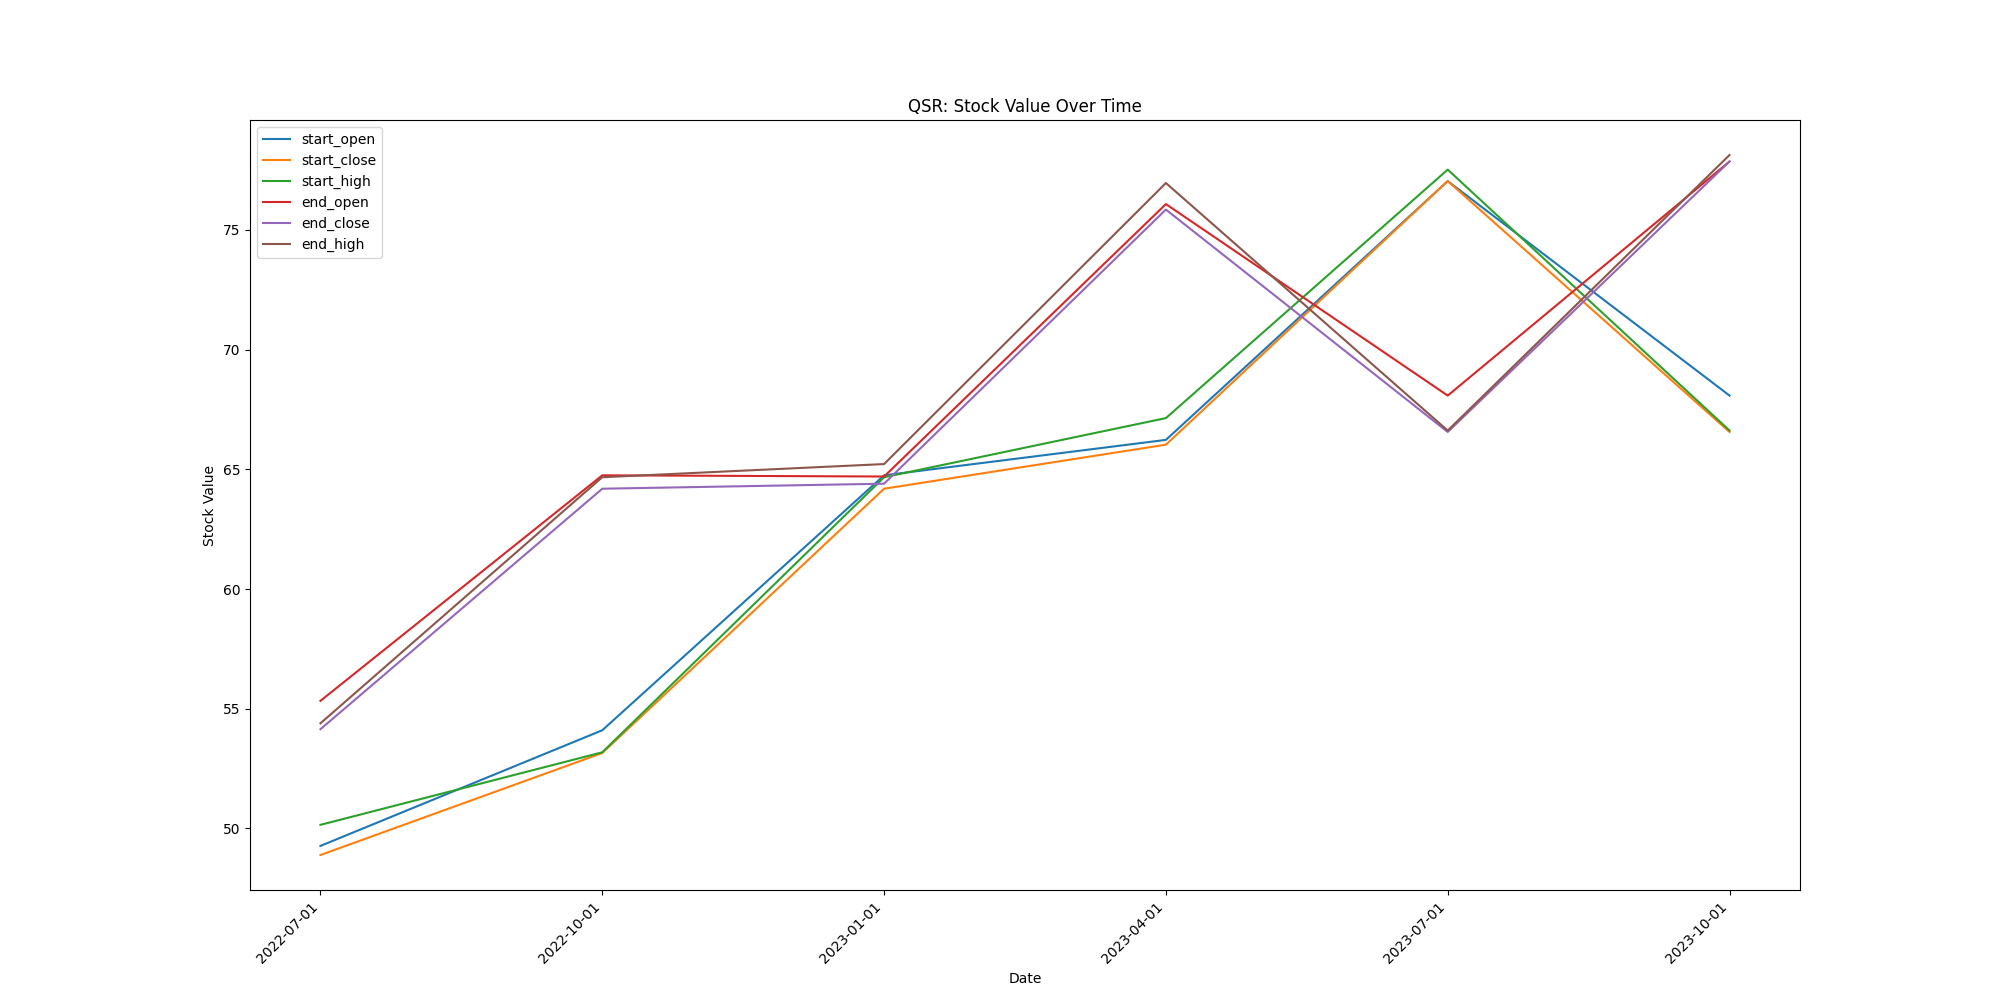 QSR: Stock Value Over Time
start_open
start_close
start_high
end_open
end_close
end_high
75
70
65
60
55
50
Stock Value
2022-07-01
2022-10-01
2023-01-01
2023-04-01
2023-07-01
2023-10-01
Date